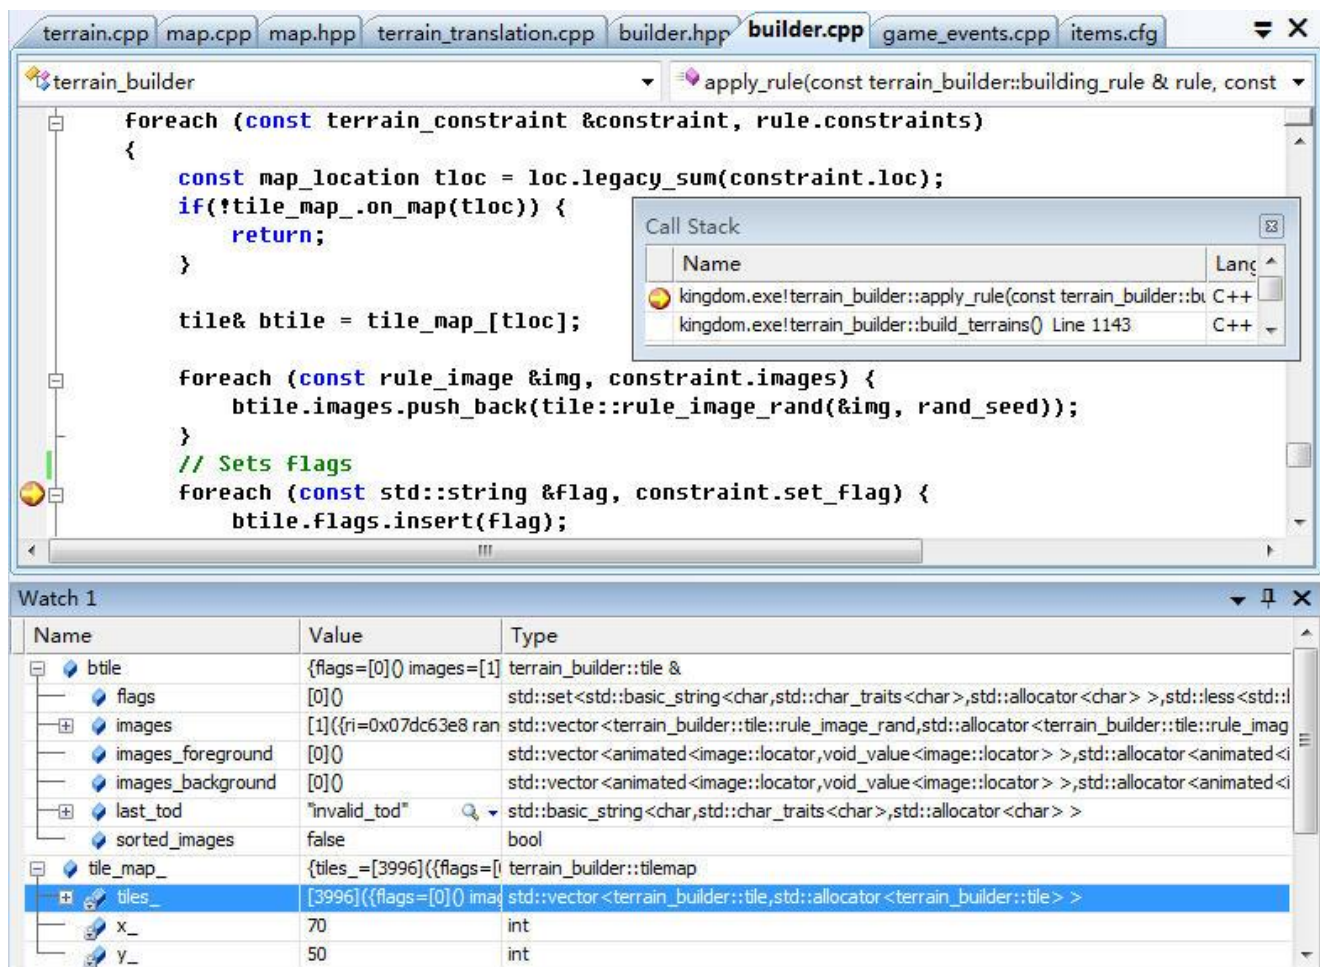 terrain.cpp map.cpp map.hpp terrain_translation.cpp builder.hpp builder.cpp game_events.cpp items.cfg
terrain_builder apply_rule(const terrain_builder::building_rule & rule, const
foreach (const terrain_constraint &constraint, rule.constraints)
{
const map_location tloc = loc.legacy_sum(constraint.loc);
if(!tile_map_.on_map(tloc)) {
return;
}
tile& btile = tile_map_[tloc];
foreach (const rule_image &img, constraint.images) {
btile.images.push_back(tile::rule_image_rand(&img, rand_seed));
}
// Sets flags
foreach (const std::string &flag, constraint.set_flag) {
btile.flags.insert(flag);
Call Stack
Name Lang
kingdom.exe!terrain_builder::apply_rule(const terrain_builder::bu C++
kingdom.exe!terrain_builder::build_terrains() Line 1143 C++
Watch 1
Name Value Type
btile {flags=[0]() images=[1] terrain_builder::tile &
flags [0]() std::set<std::basic_string<char,std::char_traits<char>,std::allocator<char> >,std::less<std::
images [1]({ri=0x07dc63e8 ran std::vector<terrain_builder::tile::rule_image_rand,std::allocator<terrain_builder::tile::rule_imag
images_foreground [0]() std::vector<animated<image::locator,void_value<image::locator> >,std::allocator<animated<i
images_background [0]() std::vector<animated<image::locator,void_value<image::locator> >,std::allocator<animated<i
last_tod "invalid_tod" std::basic_string<char,std::char_traits<char>,std::allocator<char> >
sorted_images false bool
tile_map_ {tiles_=[3996]({flags=[ terrain_builder::tilemap
tiles_ [3996]({flags=[0]() imag std::vector<terrain_builder::tile,std::allocator<terrain_builder::tile> >
x_ 70 int
y_ 50 int